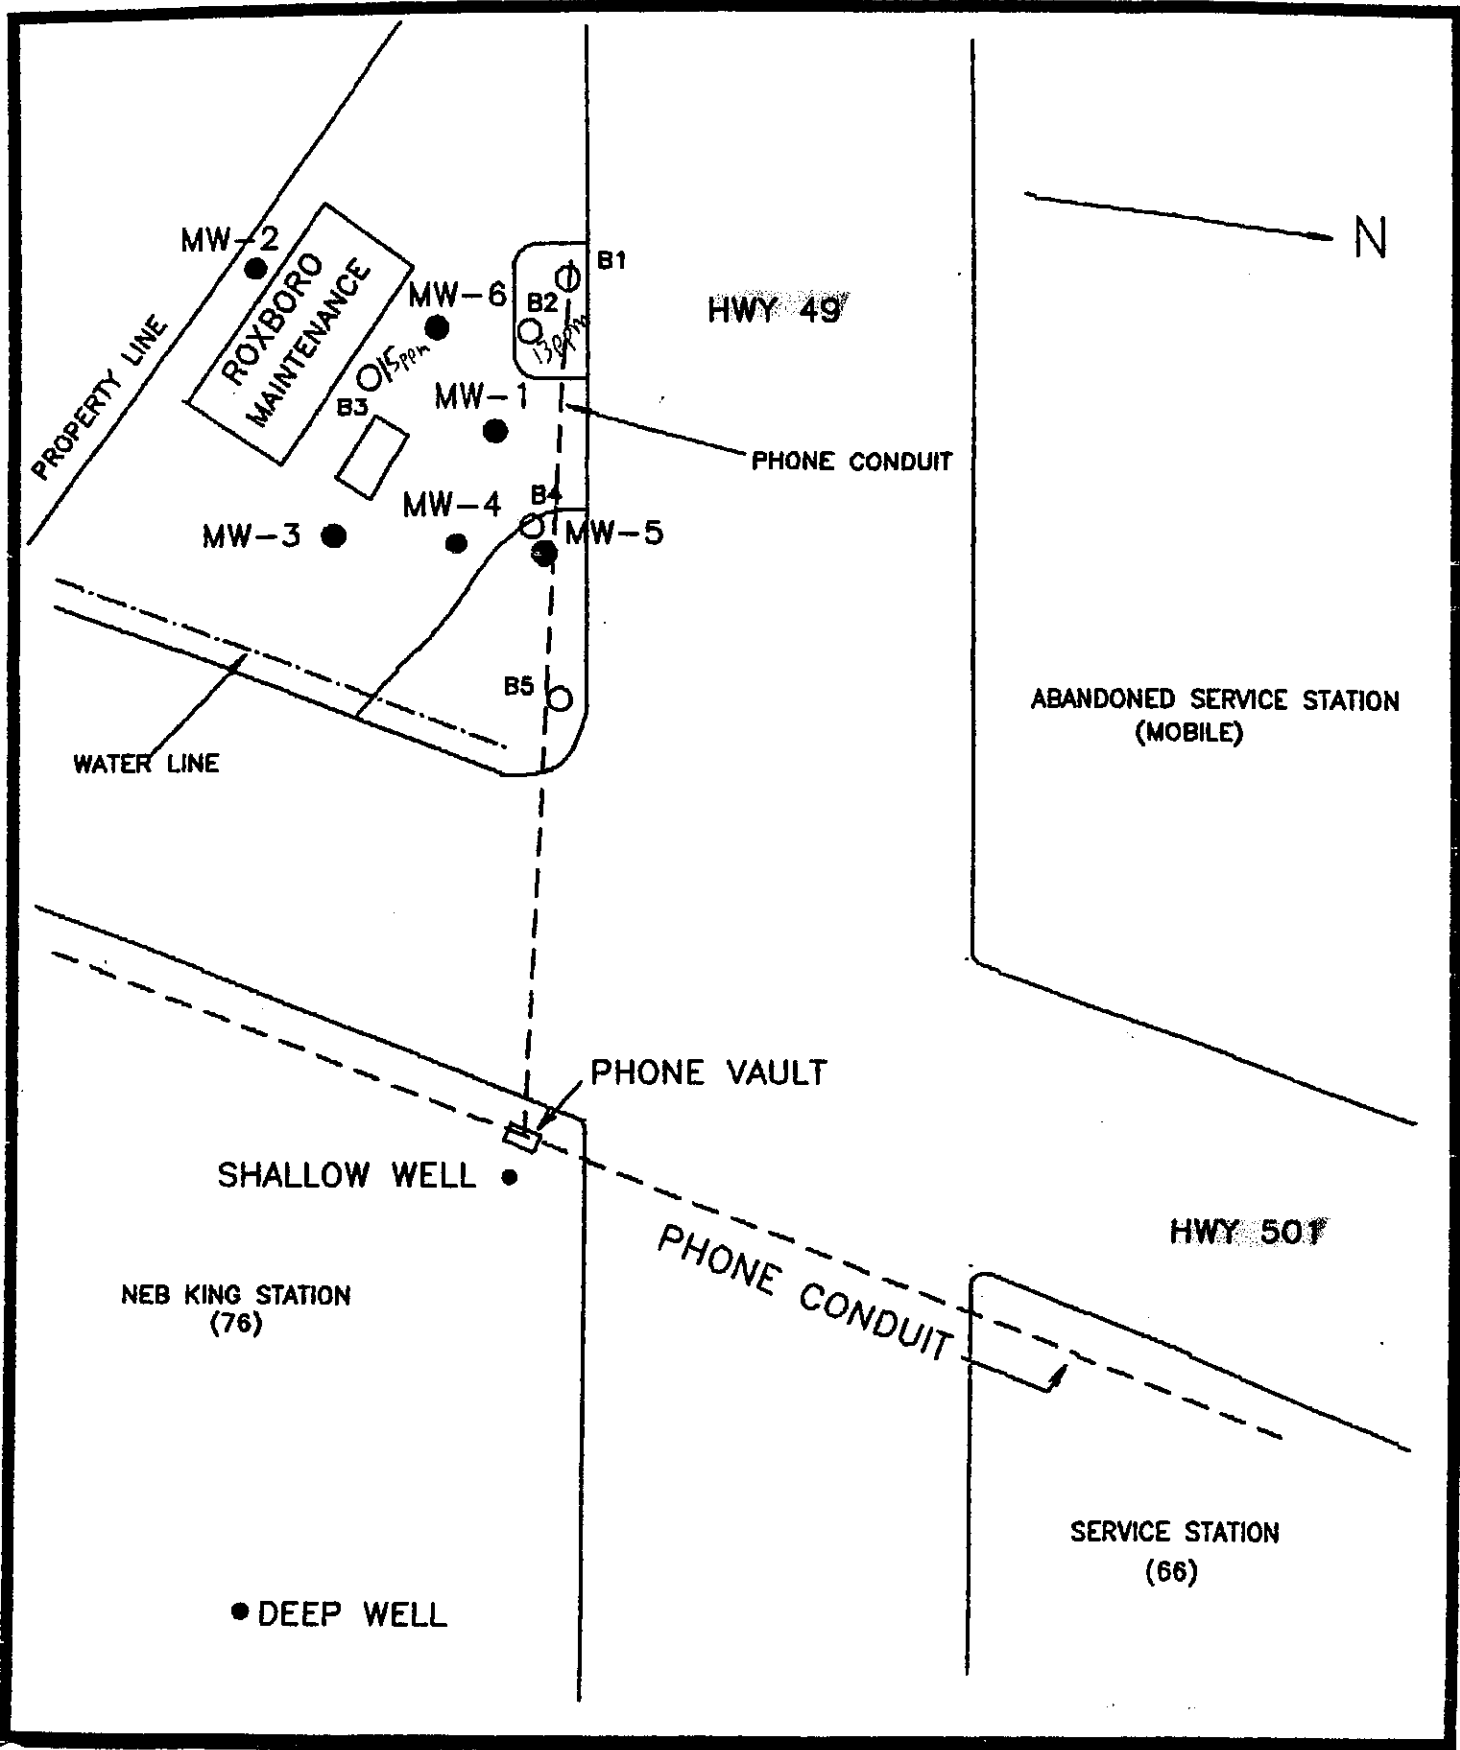 N
MW-2
B1
ROXBORO
MAINTENANCE
MW-6
B2
13ppm
HWY 49
PROPERTY LINE
15ppm
B3
MW-1
PHONE CONDUIT
B4
MW-4
MW-3
MW-5
B5
ABANDONED SERVICE STATION
(MOBILE)
WATER LINE
PHONE VAULT
SHALLOW WELL
HWY 501
PHONE CONDUIT
NEB KING STATION
(76)
SERVICE STATION
(66)
DEEP WELL